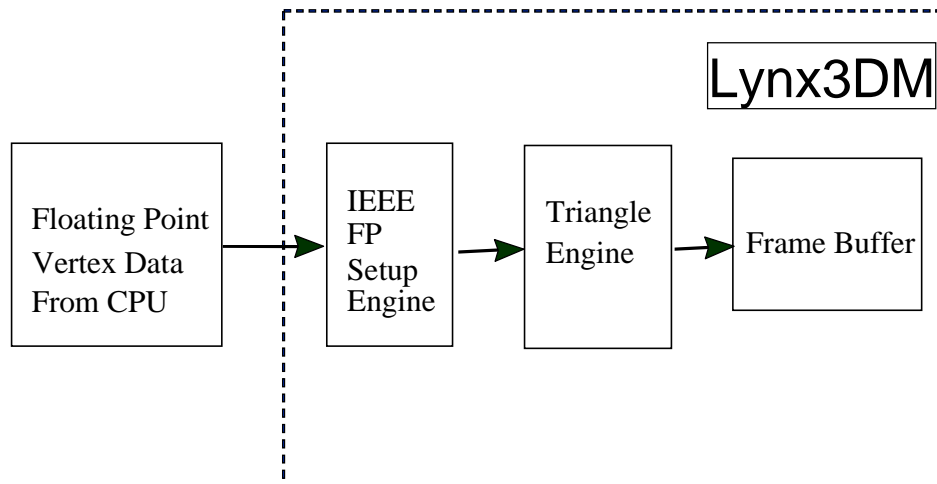 Lynx3DM
Floating Point
Vertex Data
From CPU
IEEE
FP
Setup
Engine
Triangle
Engine
Frame Buffer